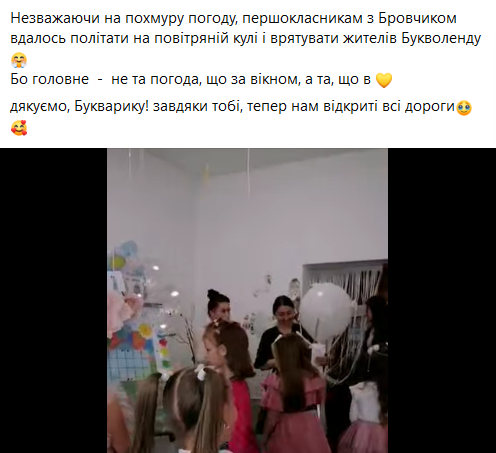 Незважаючи на похмуру погоду, першокласникам з Бровчиком
вдалось політати на повітряній кулі і врятувати жителів Букволенду
🤗
Бо головне - не та погода, що за вікном, а та, що в 💛
дякуємо, Букварику! завдяки тобі, тепер нам відкриті всі дороги🥹
🥰